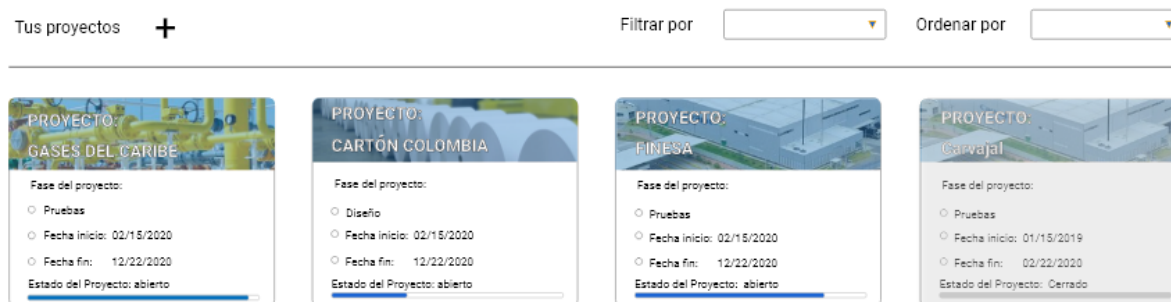 Tus proyectos +
Filtrar por
Ordenar por
PROYECTO:
GASES DEL CARIBE
Fase del proyecto:
Pruebas
Fecha inicio: 02/15/2020
Fecha fin: 12/22/2020
Estado del Proyecto: abierto
PROYECTO:
CARTÓN COLOMBIA
Fase del proyecto:
Diseño
Fecha inicio: 02/15/2020
Fecha fin: 12/22/2020
Estado del Proyecto: abierto
PROYECTO:
FINESA
Fase del proyecto:
Pruebas
Fecha inicio: 02/15/2020
Fecha fin: 12/22/2020
Estado del Proyecto: abierto
PROYECTO:
Carvajal
Fase del proyecto:
Pruebas
Fecha inicio: 01/15/2019
Fecha fin: 02/22/2020
Estado del Proyecto: Cerrado